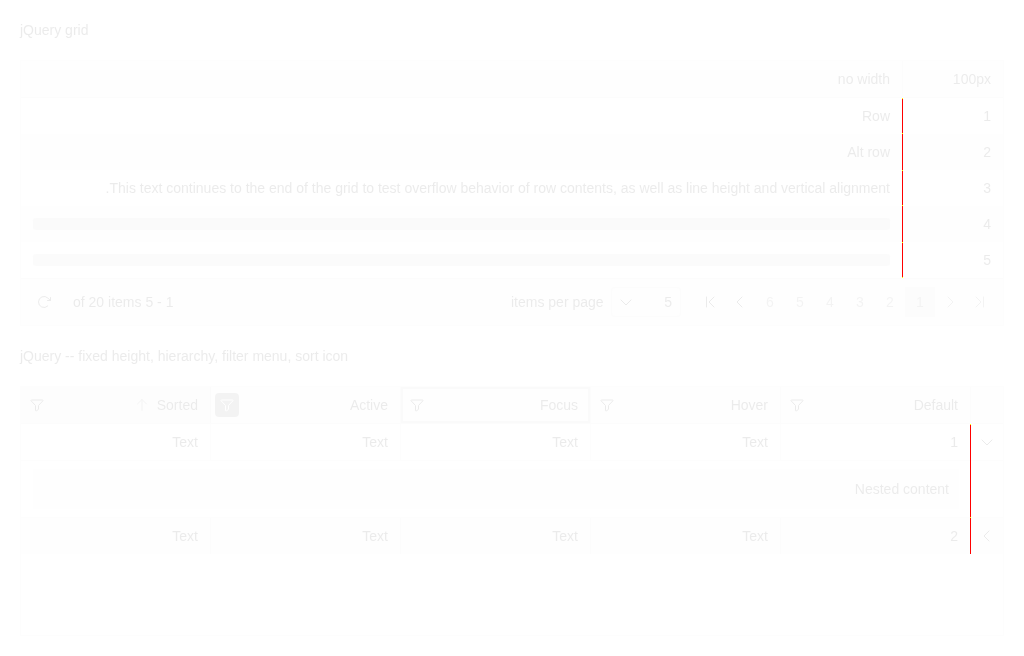 jQuery grid
no width 100px
Row 1
Alt row 2
.This text continues to the end of the grid to test overflow behavior of row contents, as well as line height and vertical alignment 3
4
5
of 20 items 5 - 1 items per page 5 6 5 4 3 2 1
jQuery -- fixed height, hierarchy, filter menu, sort icon
Sorted Active Focus Hover Default
Text Text Text Text 1
Nested content
Text Text Text Text 2